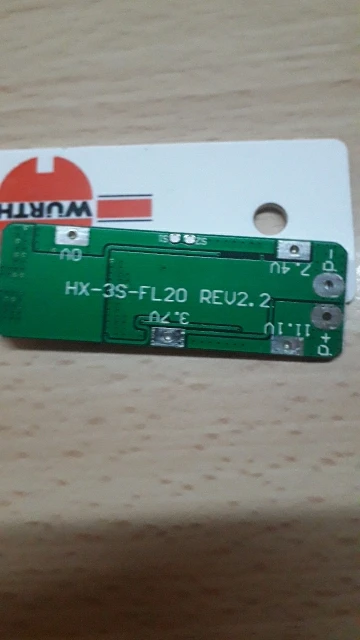 WÜRTH
0V
S1
S2
7.4V
P-
HX-3S-FL20 REV2.2
3.7V
11.1V
P+